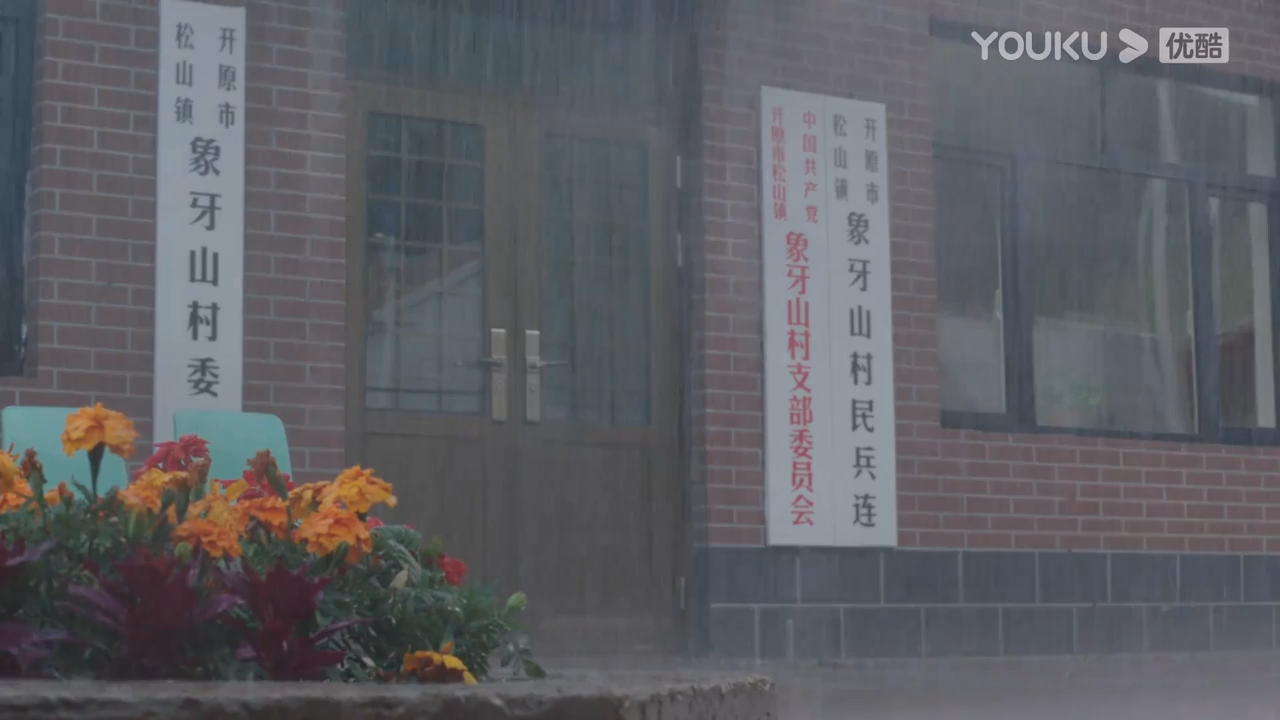 开原市
松山镇
象牙山村委
开原市
松山镇
象牙山村民兵连
中国共产党
开原市松山镇
象牙山村支部委员会
YOUKU 优酷